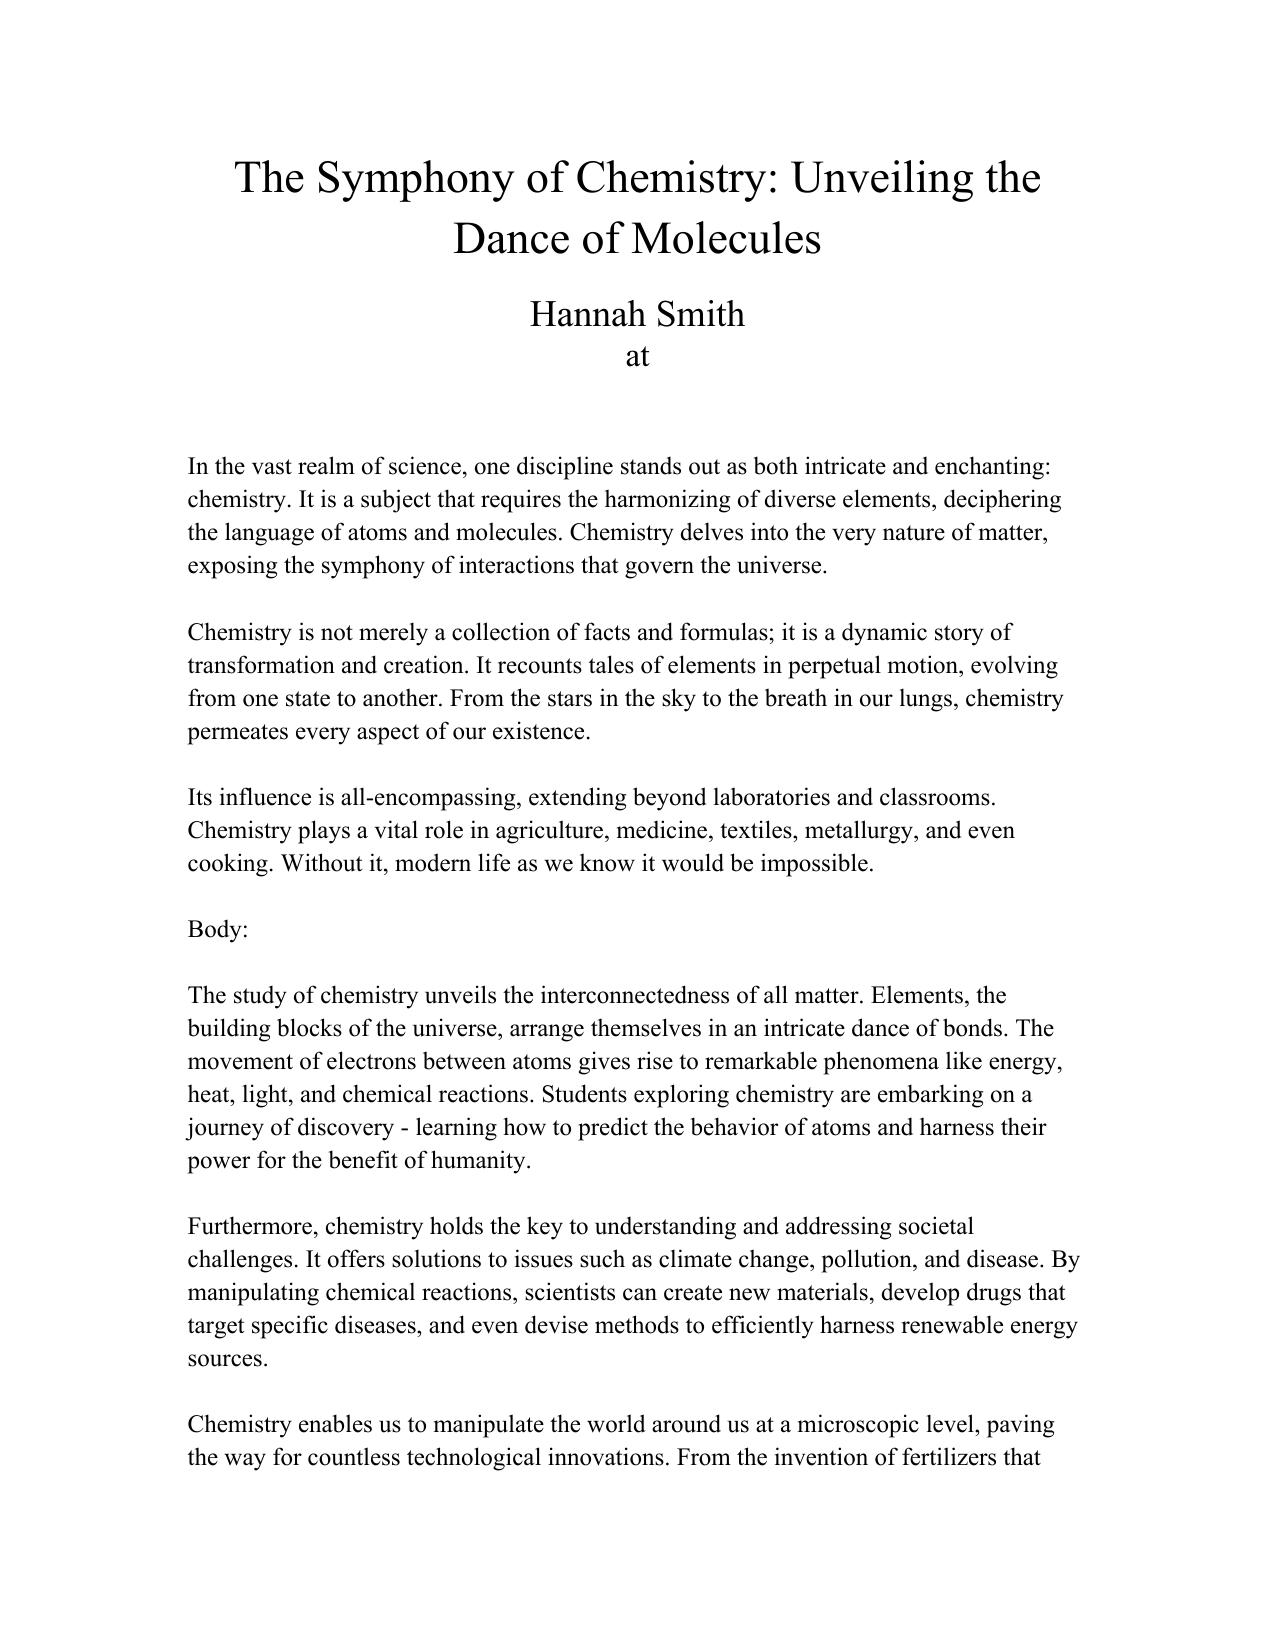 The Symphony of Chemistry: Unveiling the
Dance of Molecules
Hannah Smith
at
In the vast realm of science, one discipline stands out as both intricate and enchanting:
chemistry. It is a subject that requires the harmonizing of diverse elements, deciphering
the language of atoms and molecules. Chemistry delves into the very nature of matter,
exposing the symphony of interactions that govern the universe.
Chemistry is not merely a collection of facts and formulas; it is a dynamic story of
transformation and creation. It recounts tales of elements in perpetual motion, evolving
from one state to another. From the stars in the sky to the breath in our lungs, chemistry
permeates every aspect of our existence.
Its influence is all-encompassing, extending beyond laboratories and classrooms.
Chemistry plays a vital role in agriculture, medicine, textiles, metallurgy, and even
cooking. Without it, modern life as we know it would be impossible.
Body:
The study of chemistry unveils the interconnectedness of all matter. Elements, the
building blocks of the universe, arrange themselves in an intricate dance of bonds. The
movement of electrons between atoms gives rise to remarkable phenomena like energy,
heat, light, and chemical reactions. Students exploring chemistry are embarking on a
journey of discovery - learning how to predict the behavior of atoms and harness their
power for the benefit of humanity.
Furthermore, chemistry holds the key to understanding and addressing societal
challenges. It offers solutions to issues such as climate change, pollution, and disease. By
manipulating chemical reactions, scientists can create new materials, develop drugs that
target specific diseases, and even devise methods to efficiently harness renewable energy
sources.
Chemistry enables us to manipulate the world around us at a microscopic level, paving
the way for countless technological innovations. From the invention of fertilizers that